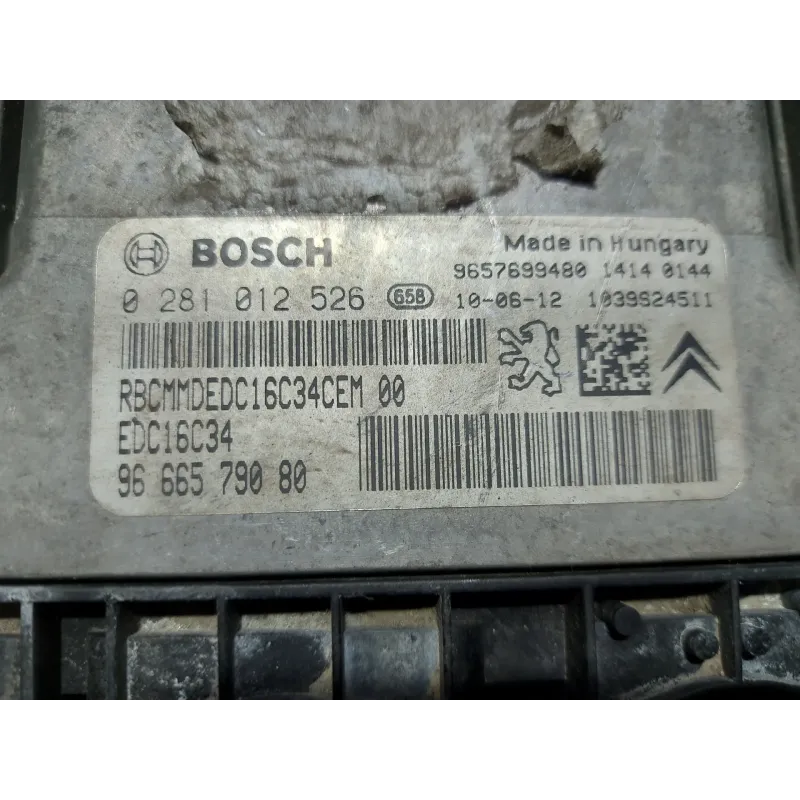 BOSCH Made in Hungary
9657699480 1414 0144
0 281 012 526 658 10-06-12 1039S24511
RBCMMDEDC16C34CEM 00
EDC16C34
96 665 790 80